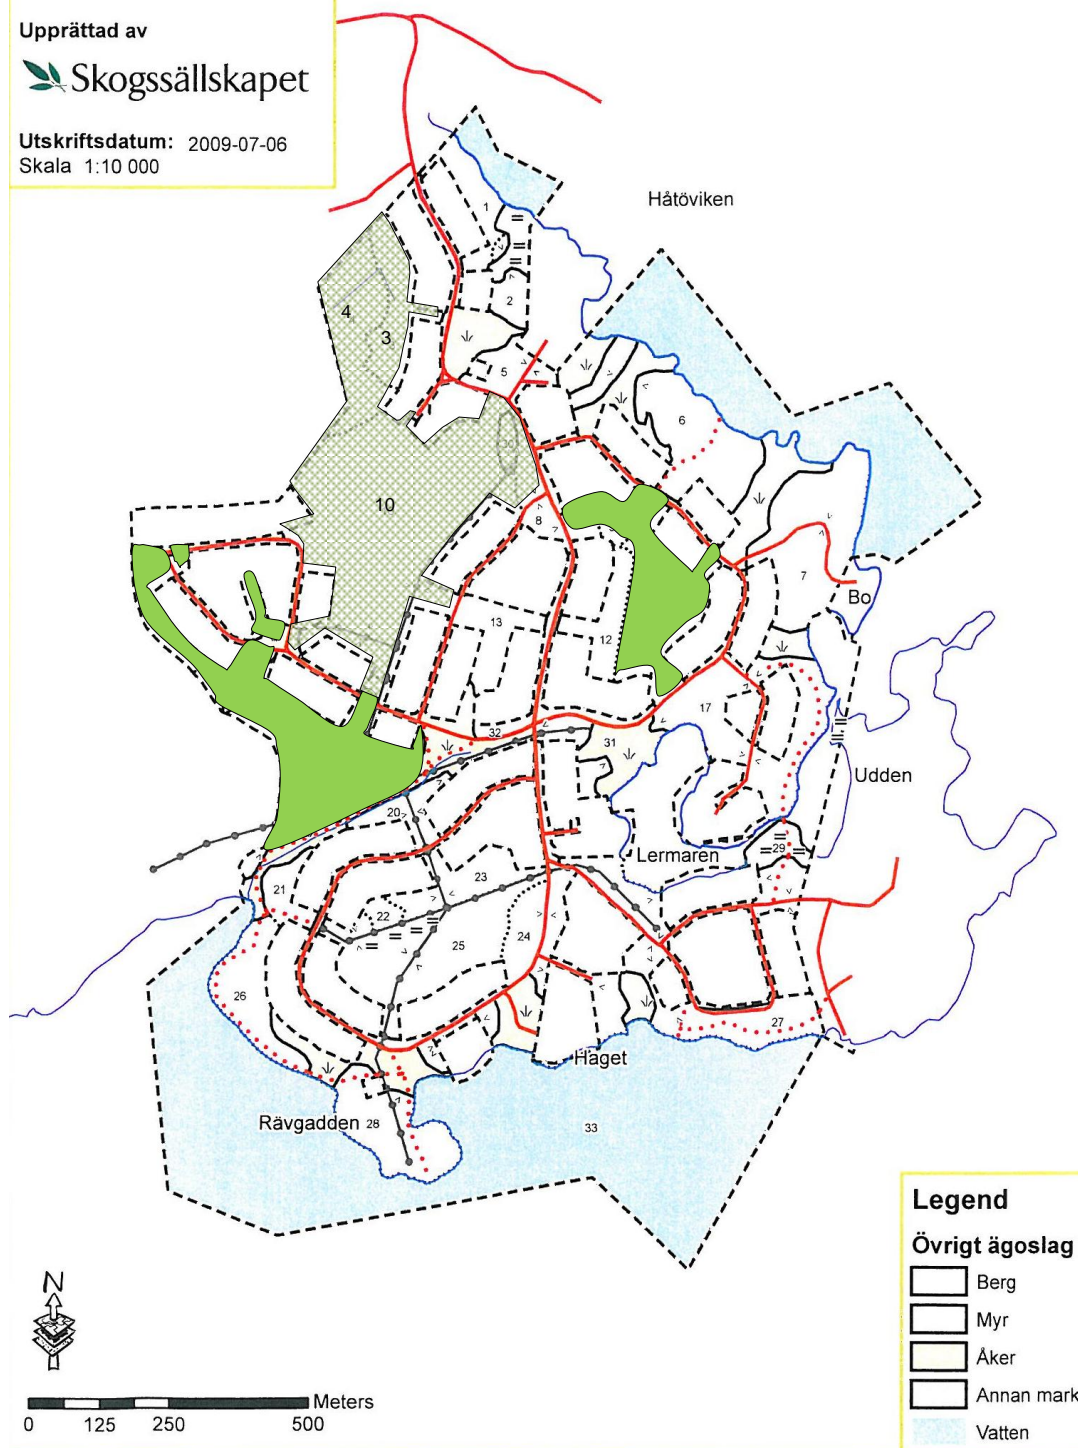 Upprättad av
Skogssällskapet
Utskriftsdatum: 2009-07-06
Skala 1:10 000
Håtöviken
1
2
4
3
5
6
30
10
8
7
Bo
13
12
17
32
31
Udden
20
Lermaren
29
23
21
22
24
25
26
27
Haget
Rävgadden 28
33
Legend
Övrigt ägoslag
Berg
Myr
Åker
Annan mark
Vatten
N
Meters
0 125 250 500